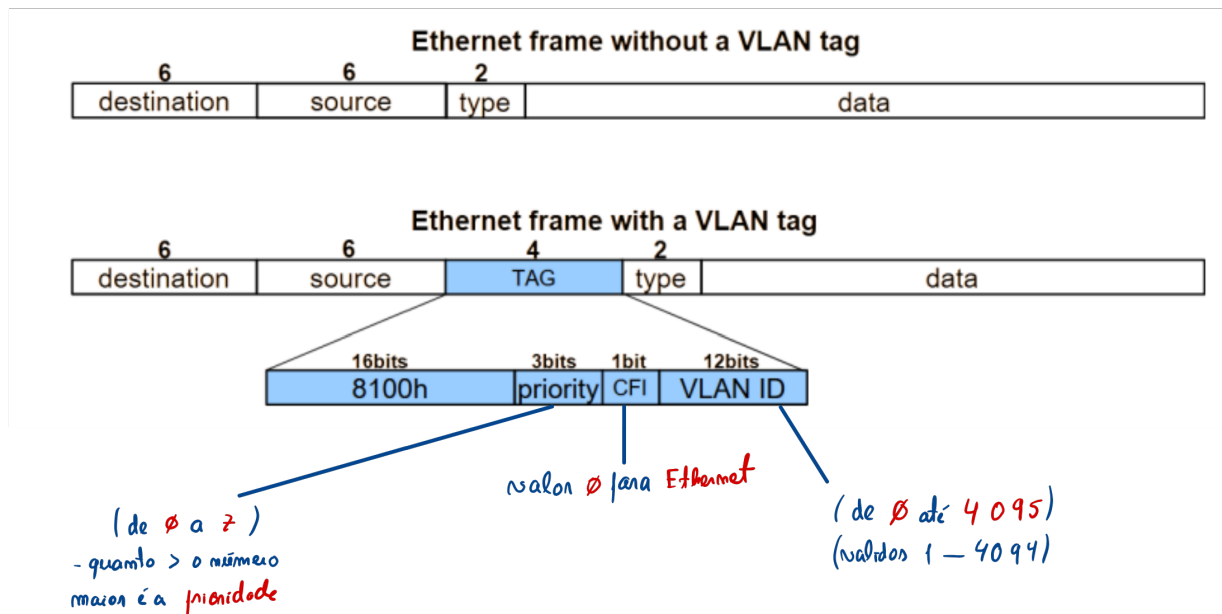 Ethernet frame without a VLAN tag
6 6 2
destination source type data
Ethernet frame with a VLAN tag
6 6 4 2
destination source TAG type data
16bits 3bits 1bit 12bits
8100h priority CFI VLAN ID
(de ø a 7)
- quanto > o número
maior é a prioridade
valor ø para Ethernet
(de ø até 4 095)
(validos 1 — 4094)